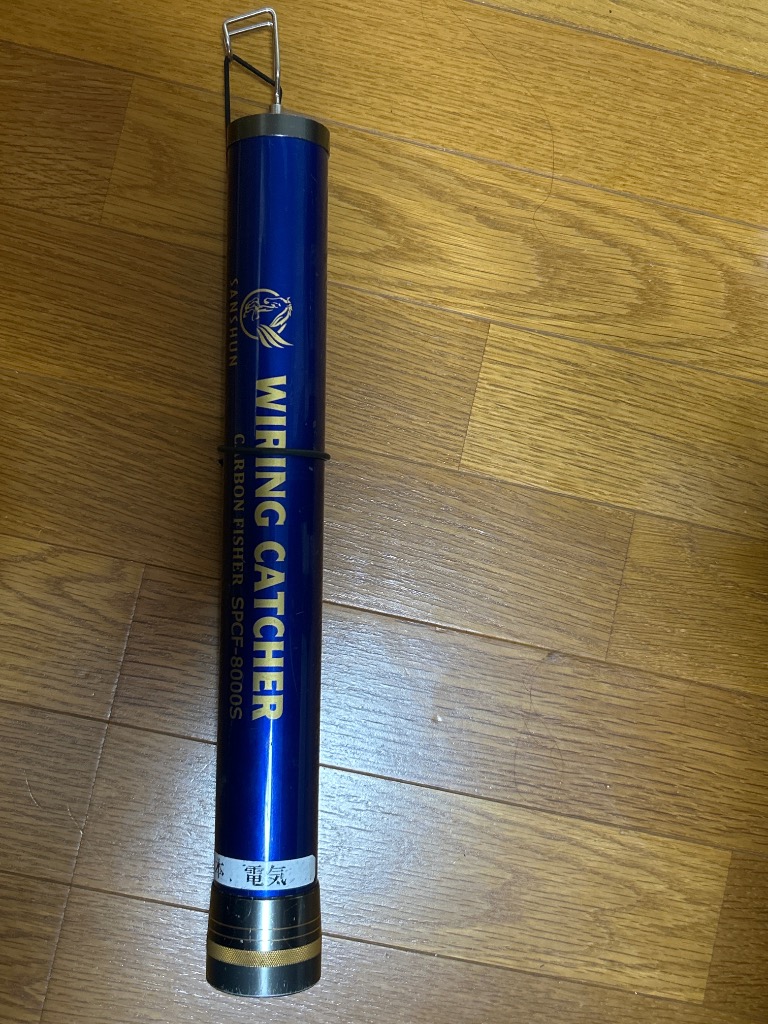 SANSHUN
WIRING CATCHER
CARBON FISHER SPCF-8000S
電気